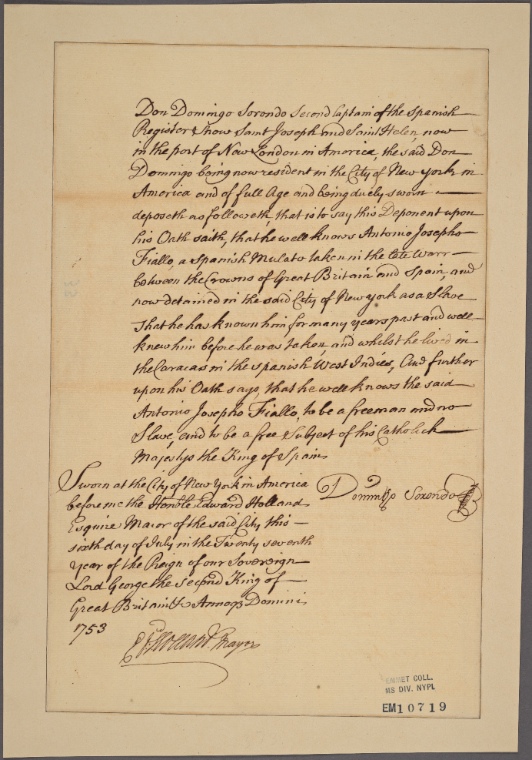 Don Domingo Sorondo Second Captain of the Spanish
Register Snow Saint Joseph and Saint Helen, now
in the port of New London in America, the said Don
Domingo being now resident in the City of New York in
America and of full Age and being duely sworn
deposeth as followeth, that is to say this Deponent upon
his Oath saith, that he well knows Antonio Josepho
Fiallo, a Spanish Mulato taken in the late Warr
between the Crowns of Great Britain and Spain, and
now detained in the said City of New York as a Slave
That he has known him for many years past and well
knew him before he was taken, and whilst he lived in
the Caracas in the Spanish West Indies, And further
upon his Oath says, that he well knows the said
Antonio Josepho Fiallo, to be a freeman and no
Slave, and to be a free Subject of his Catholick
Majestys the King of Spain
Sworn at the City of New York in America
before me the Honble Edward Holland
Esquire Maior of the said City this
sixth day of July in the Twenty seventh
year of the Reign of our Sovereign
Lord George the Second King of
Great Britain &c Annoqs Domini
1753
Domingo Sorondo
Edwd Holland Mayor
EMMET COLL.
MS DIV. NYPL
EM10719